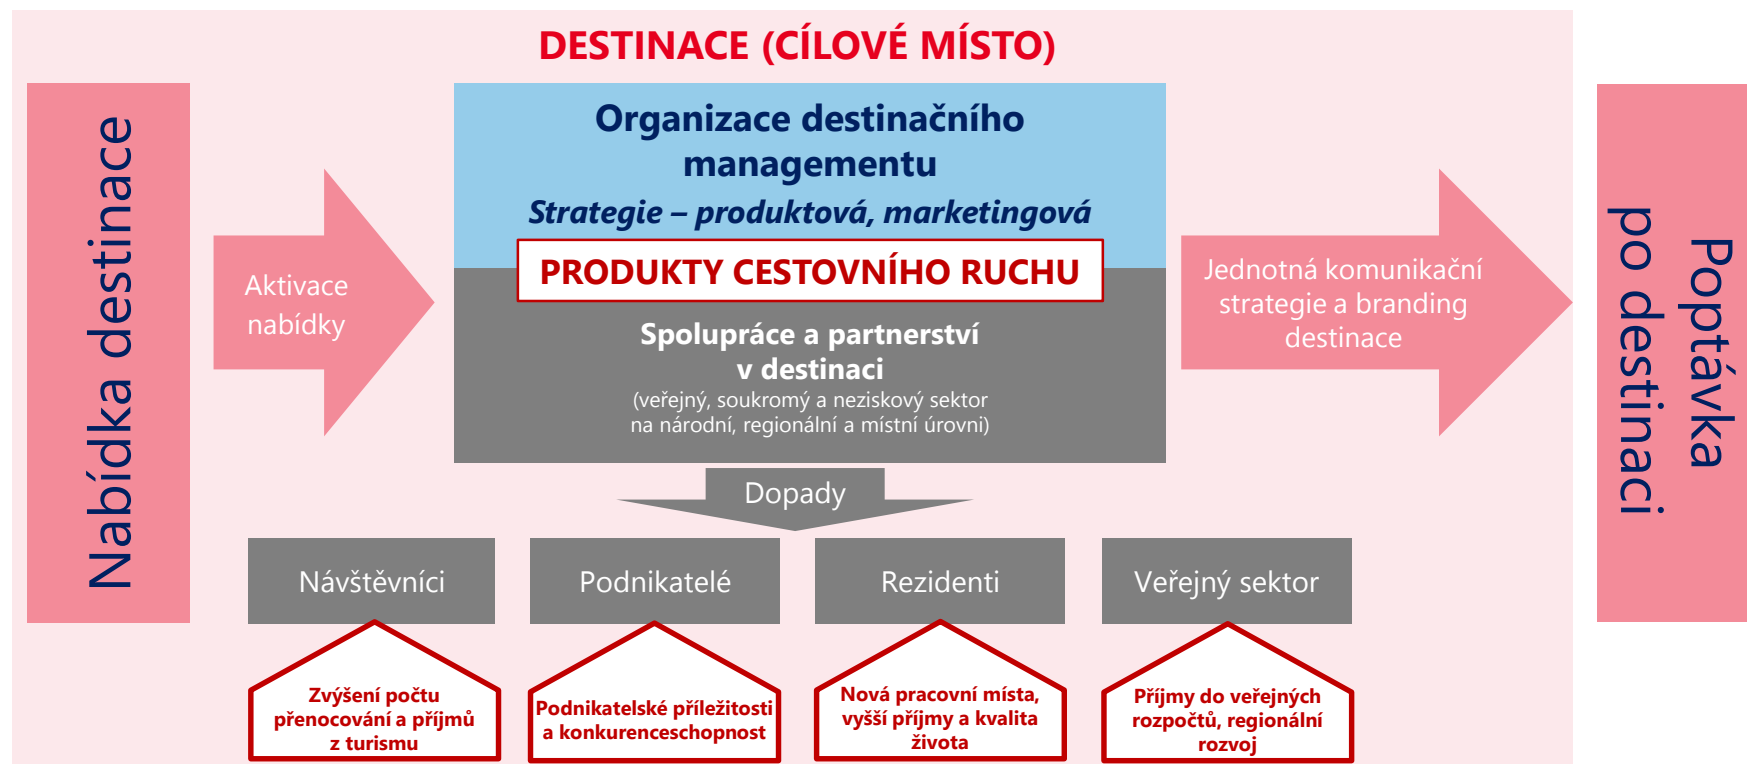 DESTINACE (CÍLOVÉ MÍSTO)
Nabídka destinace
Aktivace
nabídky
Organizace destinačního
managementu
Strategie – produktová, marketingová
PRODUKTY CESTOVNÍHO RUCHU
Spolupráce a partnerství
v destinaci
(veřejný, soukromý a neziskový sektor
na národní, regionální a místní úrovni)
Jednotná komunikační
strategie a branding
destinace
Poptávka
po destinaci
Dopady
Návštěvníci
Podnikatelé
Rezidenti
Veřejný sektor
Zvýšení počtu
přenocování a příjmů
z turismu
Podnikatelské příležitosti
a konkurenceschopnost
Nová pracovní místa,
vyšší příjmy a kvalita
života
Příjmy do veřejných
rozpočtů, regionální
rozvoj